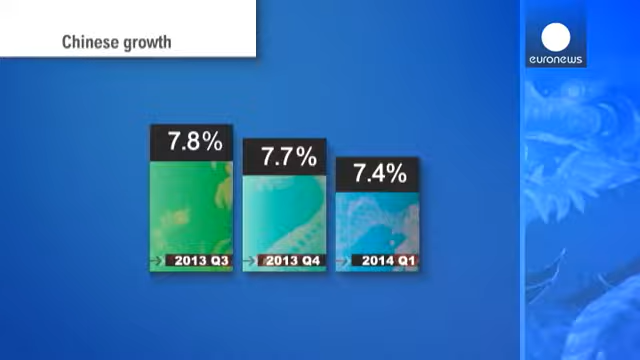 Chinese growth
euronews
7.8%
7.7%
7.4%
2013 Q3
2013 Q4
2014 Q1